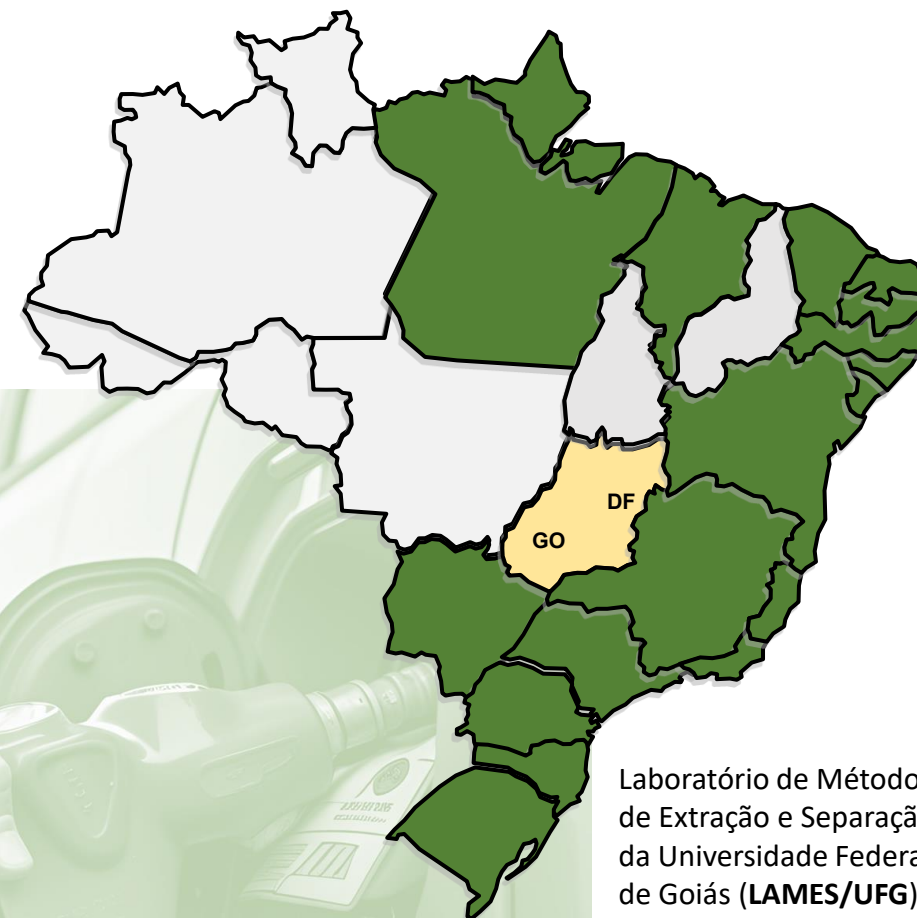 DF
GO
Laboratório de Método
de Extração e Separaçã
da Universidade Federa
de Goiás (LAMES/UFG)